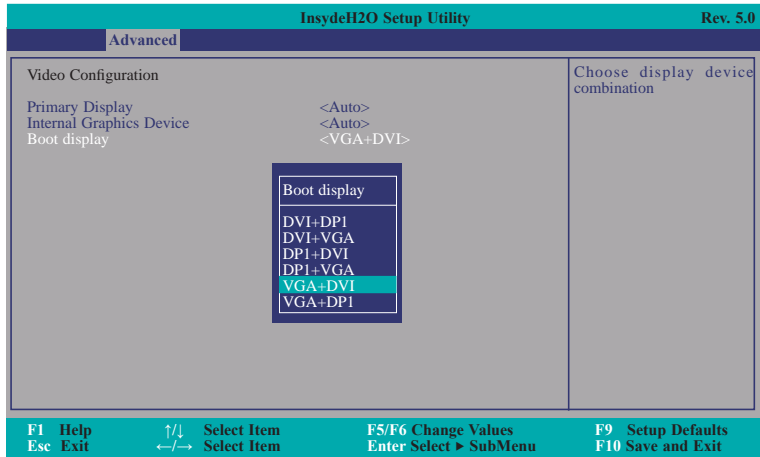 InsydeH2O Setup Utility Rev. 5.0
Advanced
Video Configuration
Primary Display <Auto>
Internal Graphics Device <Auto>
Boot display <VGA+DVI>
Choose display device
combination
Boot display
DVI+DP1
DVI+VGA
DP1+DVI
DP1+VGA
VGA+DVI
VGA+DP1
F1 Help ↑/↓ Select Item F5/F6 Change Values F9 Setup Defaults
Esc Exit ←/→ Select Item Enter Select ► SubMenu F10 Save and Exit